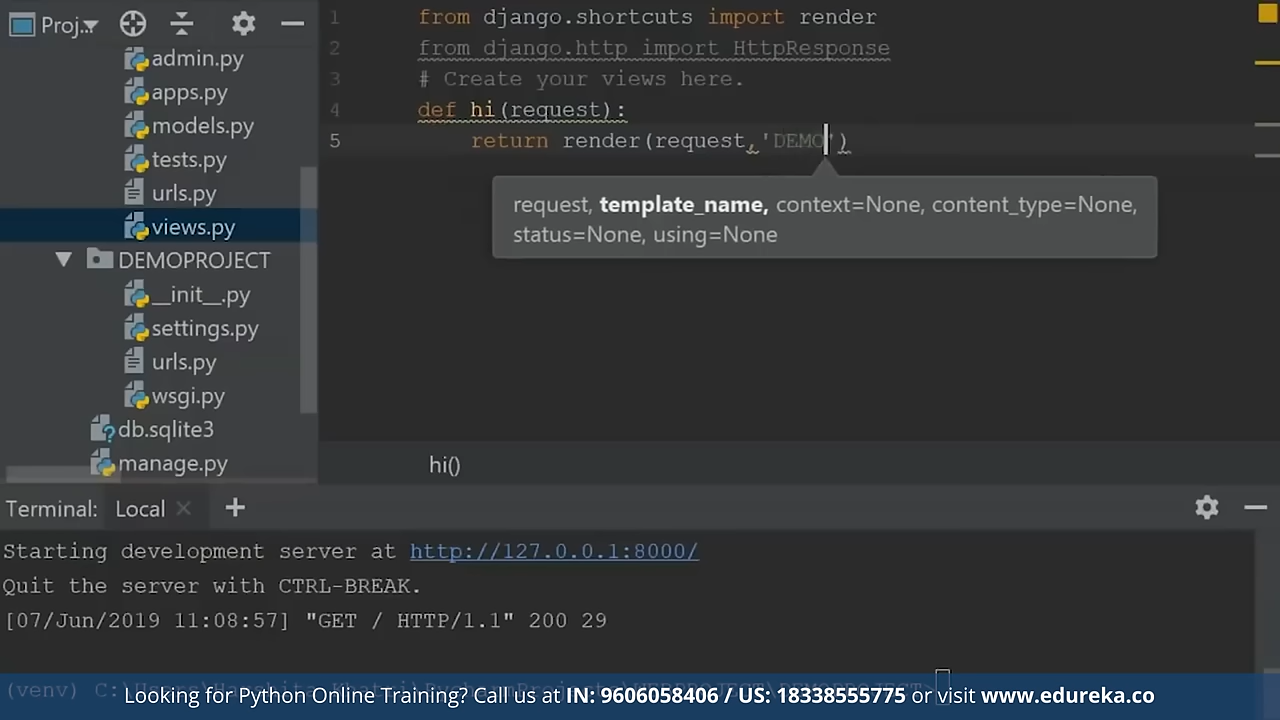 Proj...
admin.py
apps.py
models.py
tests.py
urls.py
views.py
DEMOPROJECT
__init__.py
settings.py
urls.py
wsgi.py
db.sqlite3
manage.py
1 from django.shortcuts import render
2 from django.http import HttpResponse
3 # Create your views here.
4 def hi(request):
5 return render(request,'DEMO')
request, template_name, context=None, content_type=None,
status=None, using=None
hi()
Terminal: Local
Starting development server at http://127.0.0.1:8000/
Quit the server with CTRL-BREAK.
[07/Jun/2019 11:08:57] "GET / HTTP/1.1" 200 29
(venv)
Looking for Python Online Training? Call us at IN: 9606058406 / US: 18338555775 or visit www.edureka.co